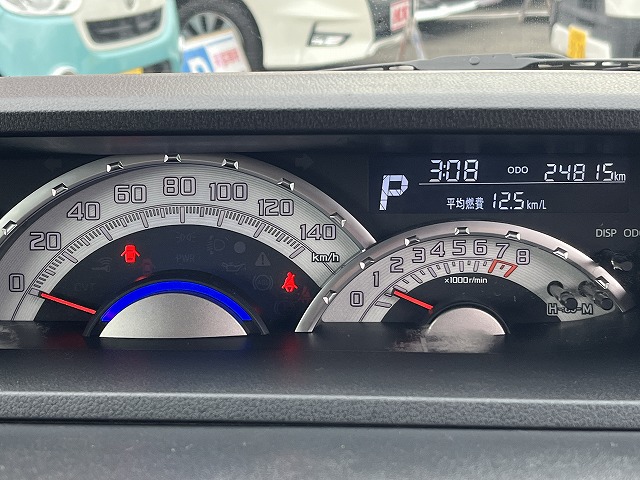 3:08 ODO 24815km
P
平均燃費 12.5km/L
DISP
0 20 40 60 80 100 120 140
km/h
0 1 2 3 4 5 6 7 8
×1000r/min
H M